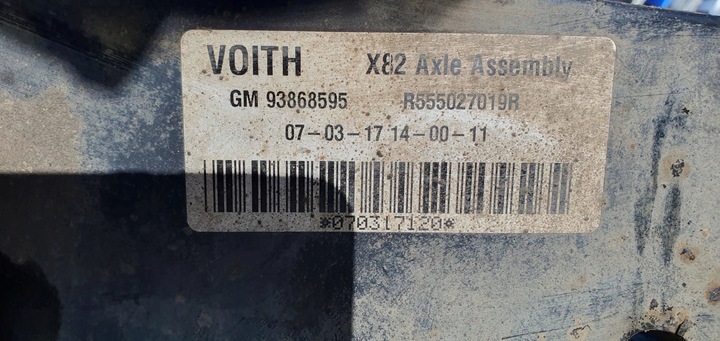 VOITH X82 Axle Assembly
GM 93868595 R555027019R
07-03-17 14-00-11
*070317120*